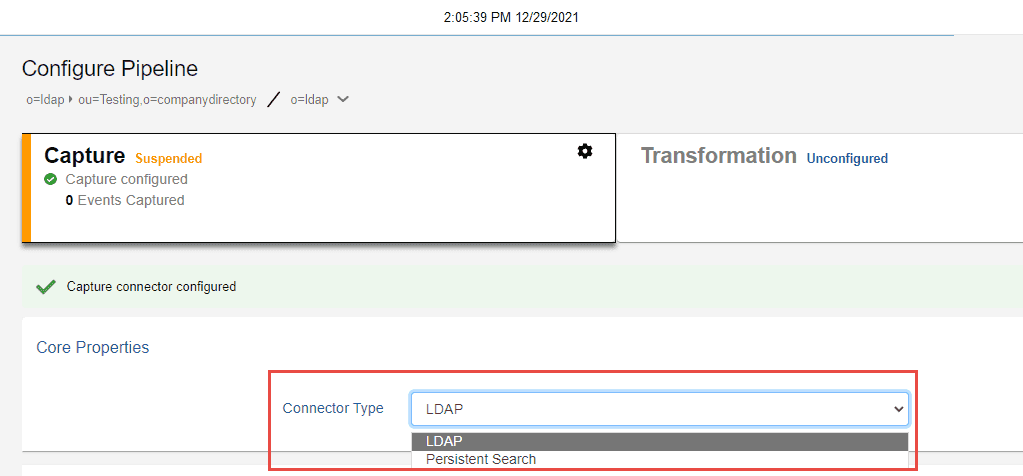 2:05:39 PM 12/29/2021
Configure Pipeline
o=ldap ou=Testing,o=companydirectory / o=ldap
Capture Suspended
Capture configured
0 Events Captured
Transformation Unconfigured
Capture connector configured
Core Properties
Connector Type LDAP
LDAP
Persistent Search